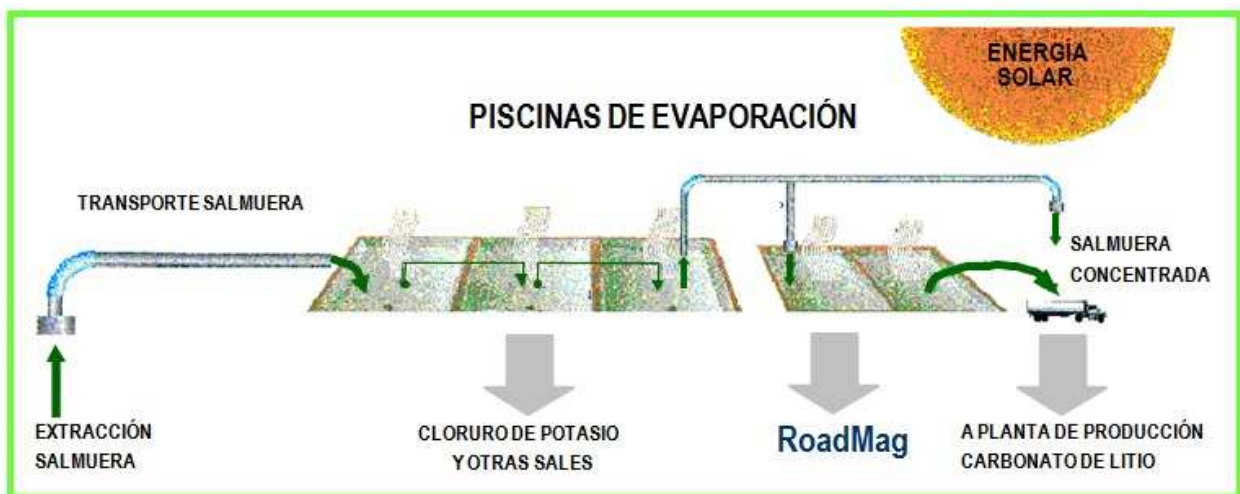 ENERGÍA
SOLAR
PISCINAS DE EVAPORACIÓN
TRANSPORTE SALMUERA
SALMUERA
CONCENTRADA
EXTRACCIÓN
SALMUERA
CLORURO DE POTASIO
Y OTRAS SALES
RoadMag
A PLANTA DE PRODUCCIÓN
CARBONATO DE LITIO